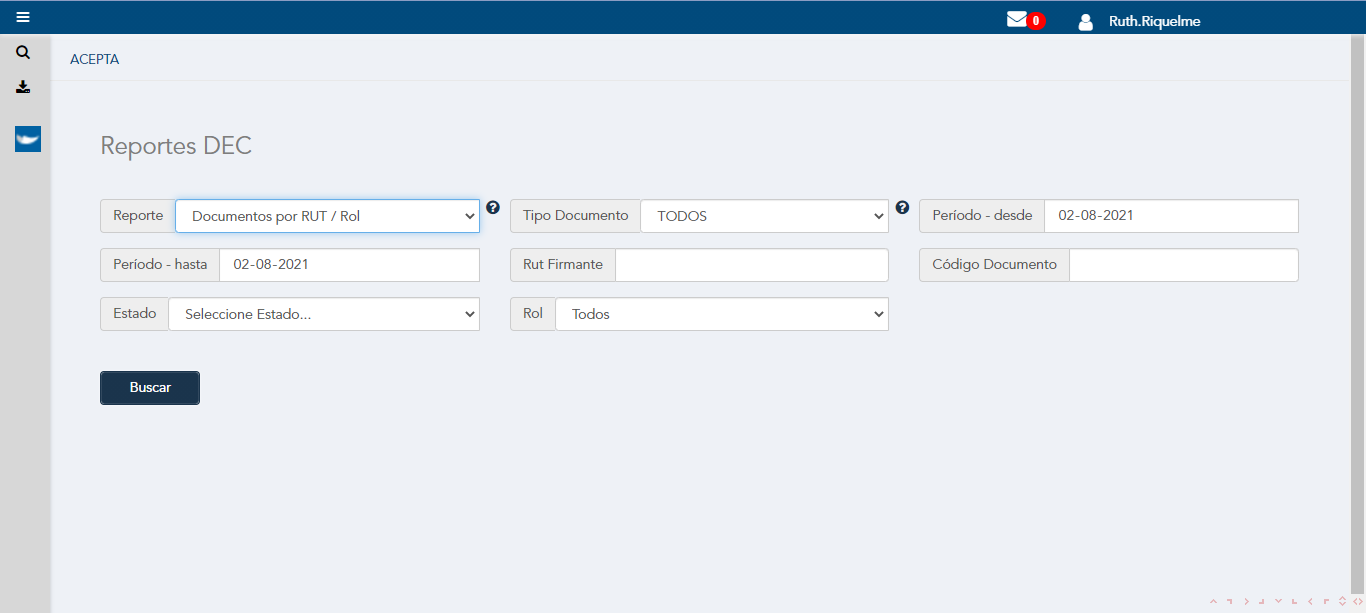 0 Ruth.Riquelme
ACEPTA
Reportes DEC
Reporte Documentos por RUT / Rol Tipo Documento TODOS Período - desde 02-08-2021
Período - hasta 02-08-2021 Rut Firmante Código Documento
Estado Seleccione Estado... Rol Todos
Buscar